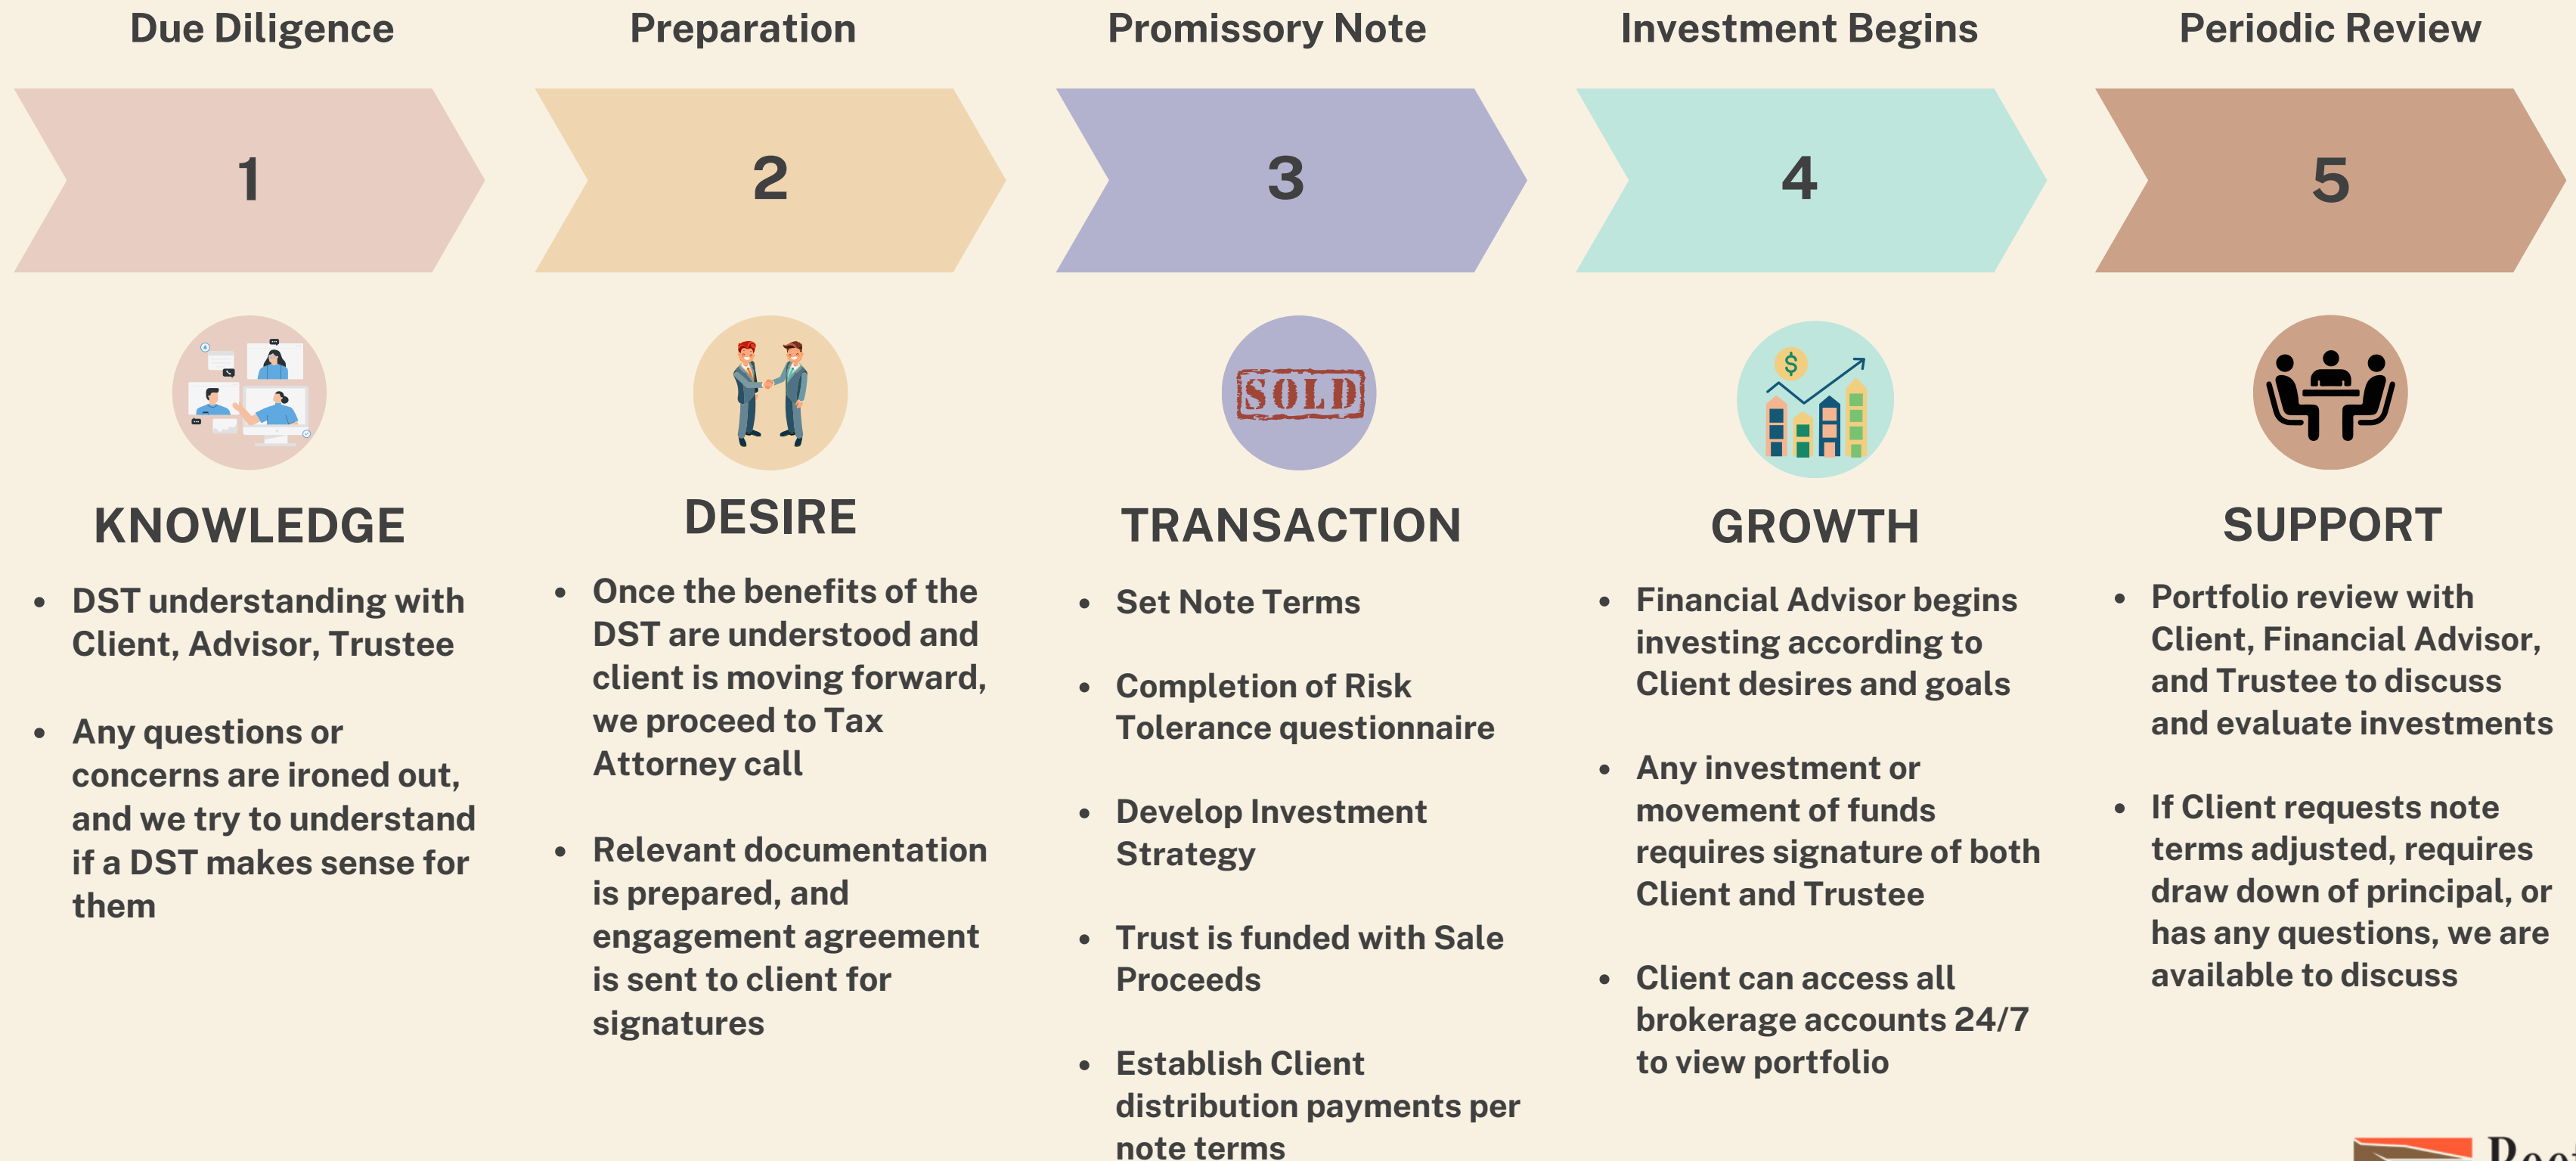 Due Diligence
Preparation
Promissory Note
Investment Begins
Periodic Review
1
2
3
4
5
SOLD
$
KNOWLEDGE
• DST understanding with
Client, Advisor, Trustee
• Any questions or
concerns are ironed out,
and we try to understand
if a DST makes sense for
them
DESIRE
• Once the benefits of the
DST are understood and
client is moving forward,
we proceed to Tax
Attorney call
• Relevant documentation
is prepared, and
engagement agreement
is sent to client for
signatures
TRANSACTION
• Set Note Terms
• Completion of Risk
Tolerance questionnaire
• Develop Investment
Strategy
• Trust is funded with Sale
Proceeds
• Establish Client
distribution payments per
note terms
GROWTH
• Financial Advisor begins
investing according to
Client desires and goals
• Any investment or
movement of funds
requires signature of both
Client and Trustee
• Client can access all
brokerage accounts 24/7
to view portfolio
SUPPORT
• Portfolio review with
Client, Financial Advisor,
and Trustee to discuss
and evaluate investments
• If Client requests note
terms adjusted, requires
draw down of principal, or
has any questions, we are
available to discuss